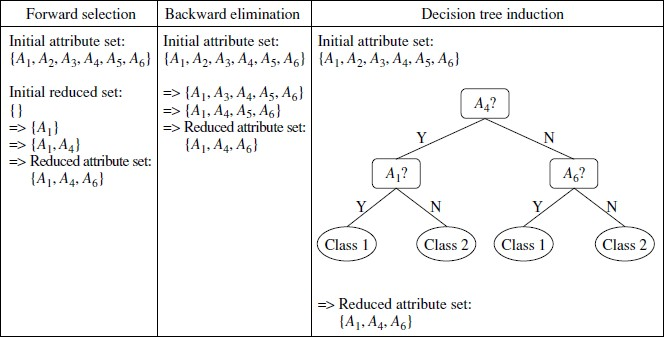 Forward selection
Initial attribute set:
{A₁, A₂, A₃, A₄, A₅, A₆}
Initial reduced set:
{}
=> {A₁}
=> {A₁, A₄}
=> Reduced attribute set:
{A₁, A₄, A₆}
Backward elimination
Initial attribute set:
{A₁, A₂, A₃, A₄, A₅, A₆}
=> {A₁, A₃, A₄, A₅, A₆}
=> {A₁, A₄, A₅, A₆}
=> Reduced attribute set:
{A₁, A₄, A₆}
Decision tree induction
Initial attribute set:
{A₁, A₂, A₃, A₄, A₅, A₆}
A₄?
Y N
A₁? A₆?
Y N Y N
Class 1 Class 2 Class 1 Class 2
=> Reduced attribute set:
{A₁, A₄, A₆}